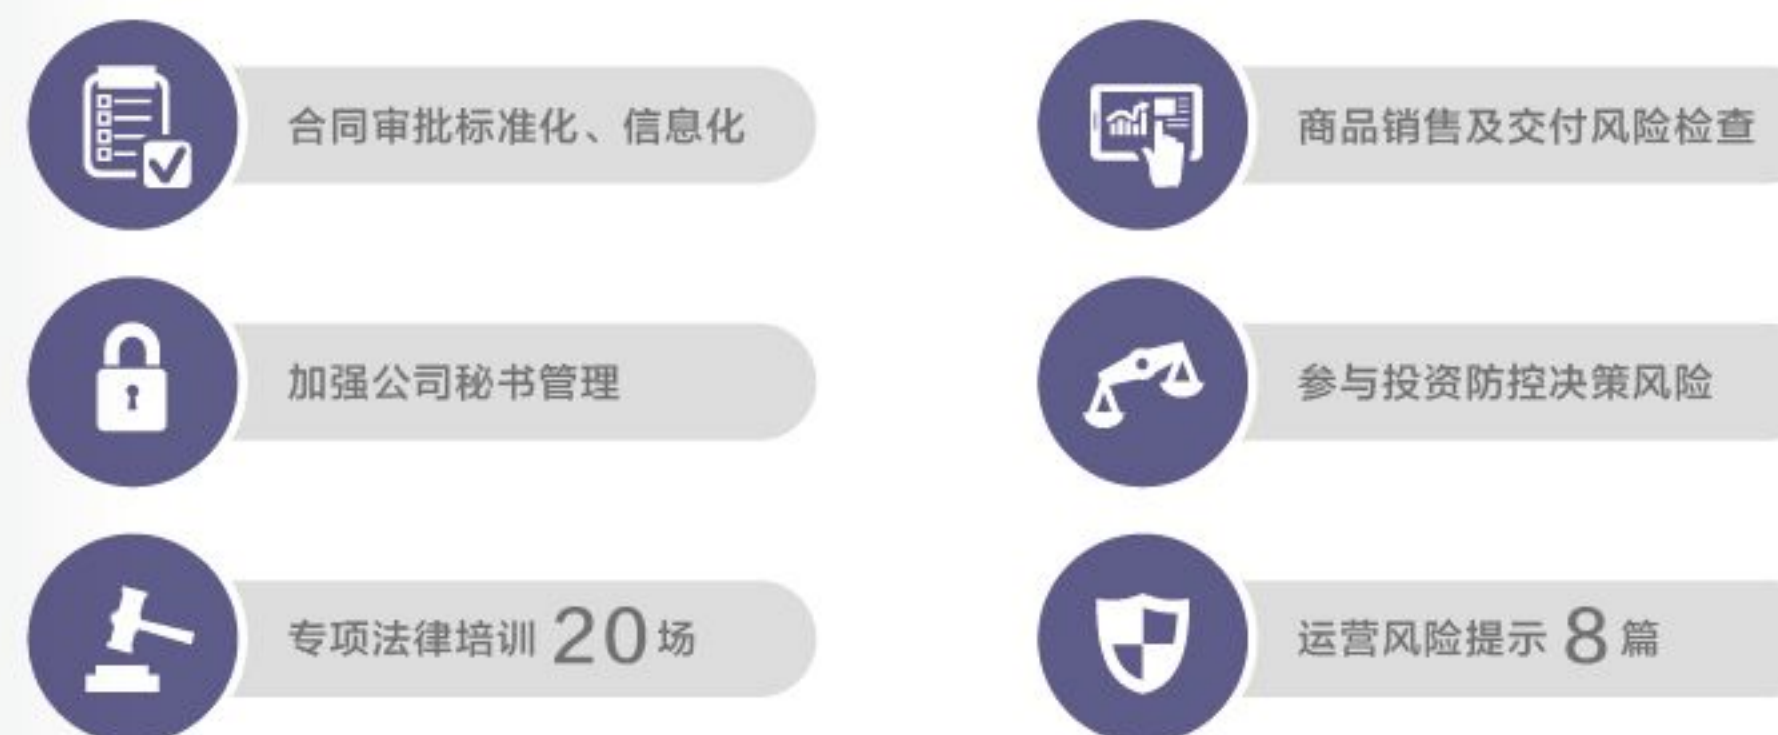 合同审批标准化、信息化
商品销售及交付风险检查
加强公司秘书管理
参与投资防控决策风险
专项法律培训 20 场
运营风险提示 8 篇